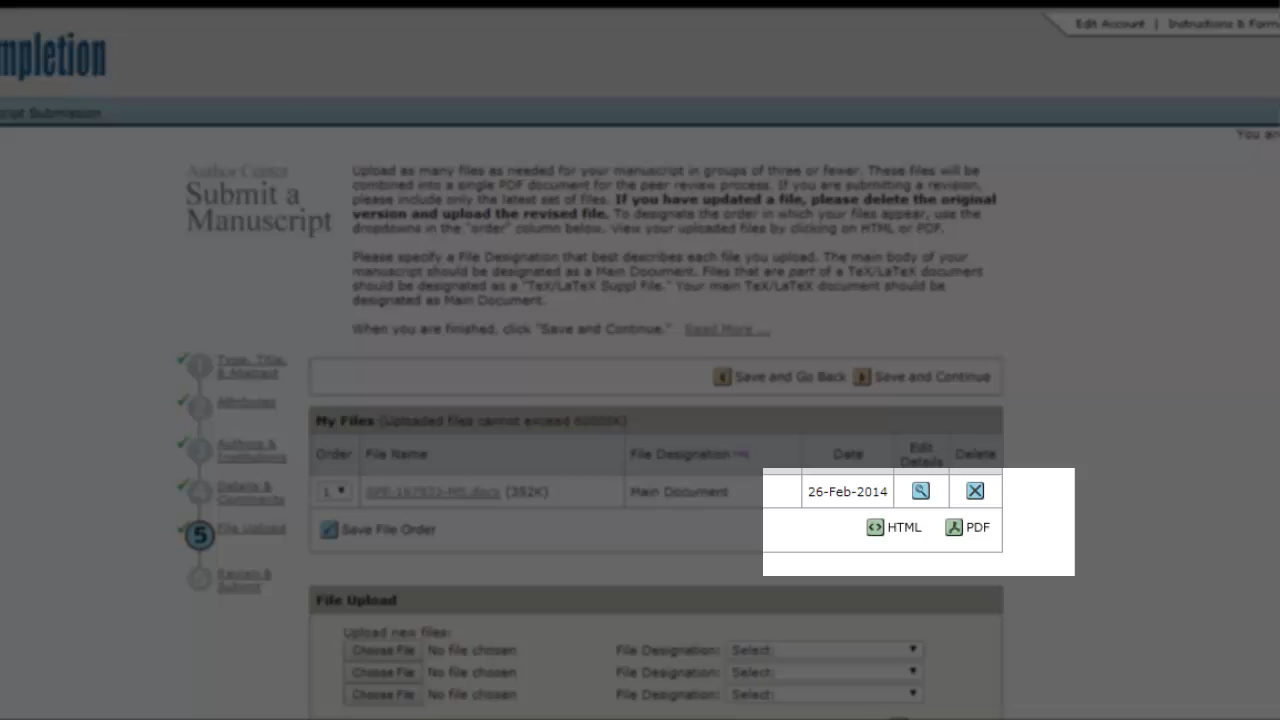 Edit Account | Instructions & Form
mpletion
cript Submission
You are
Author Center
Submit a
Manuscript
Upload as many files as needed for your manuscript in groups of three or fewer. These files will be
combined into a single PDF document for the peer review process. If you are submitting a revision,
please include only the latest set of files. If you have updated a file, please delete the original
version and upload the revised file. To designate the order in which your files appear, use the
dropdowns in the "order" column below. View your uploaded files by clicking on HTML or PDF.
Please specify a File Designation that best describes each file you upload. The main body of your
manuscript should be designated as a Main Document. Files that are part of a TeX/LaTeX document
should be designated as a "TeX/LaTeX Suppl File." Your main TeX/LaTeX document should be
designated as Main Document.
When you are finished, click "Save and Continue." Read More ...
1 Type, Title, & Abstract
Attributes
Authors & Institutions
Details & Comments
5 File Upload
Review & Submit
Save and Go Back Save and Continue
My Files (Uploaded files cannot exceed 60000K)
Order File Name File Designation Date Edit Details Delete
1 (392K) Main Document 26-Feb-2014
Save File Order HTML PDF
File Upload
Upload new files:
Choose File No file chosen File Designation: Select:
Choose File No file chosen File Designation: Select:
Choose File No file chosen File Designation: Select: